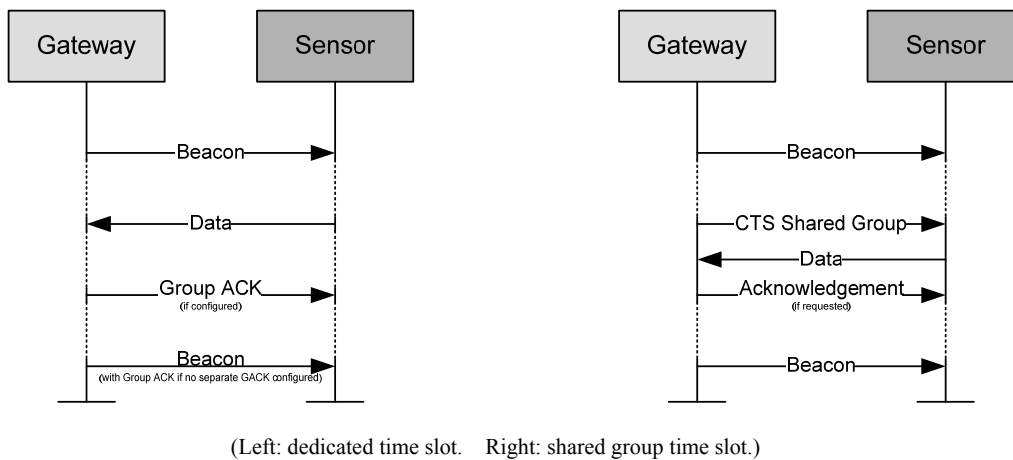 Gateway
Sensor
Beacon
Data
Group ACK
(if configured)
Beacon
(with Group ACK if no separate GACK configured)
Gateway
Sensor
Beacon
CTS Shared Group
Data
Acknowledgement
(if requested)
Beacon
(Left: dedicated time slot. Right: shared group time slot.)